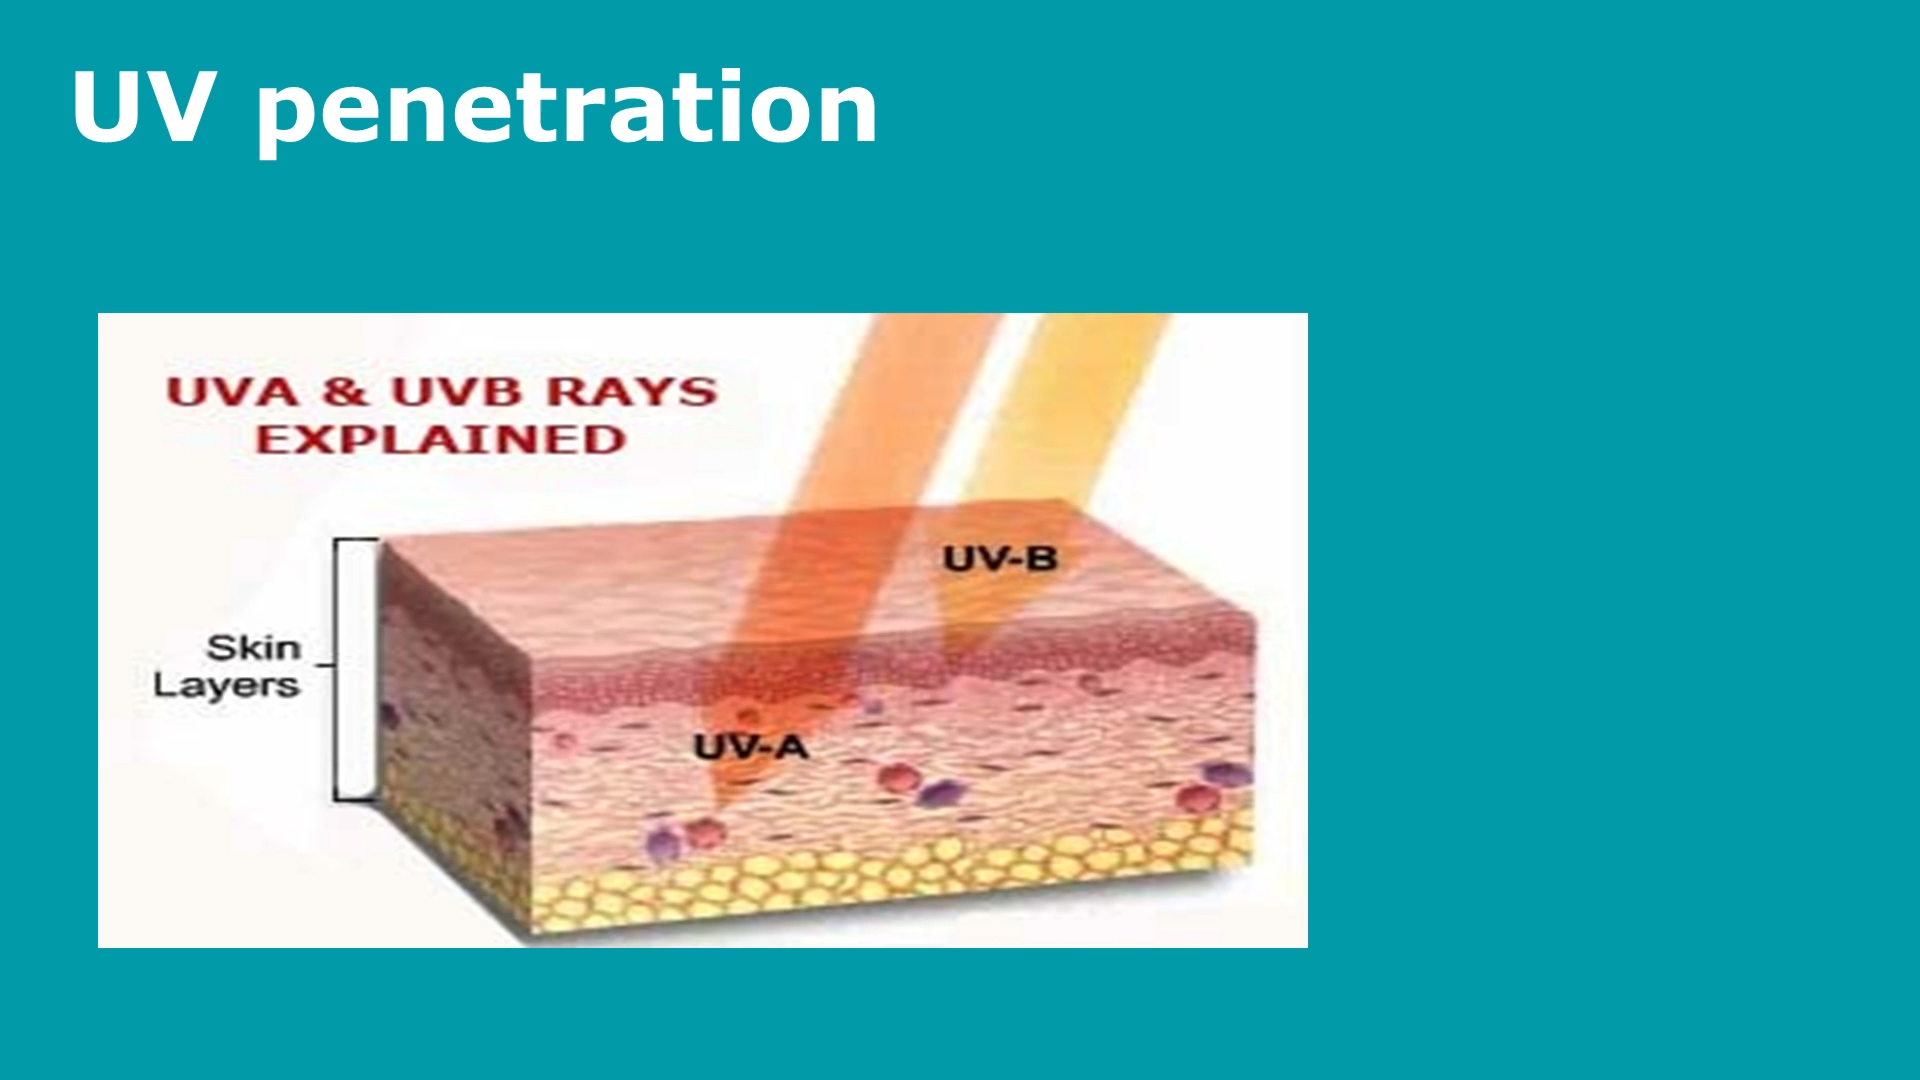 UV penetration
UVA & UVB RAYS
EXPLAINED
UV-B
Skin
Layers
UV-A